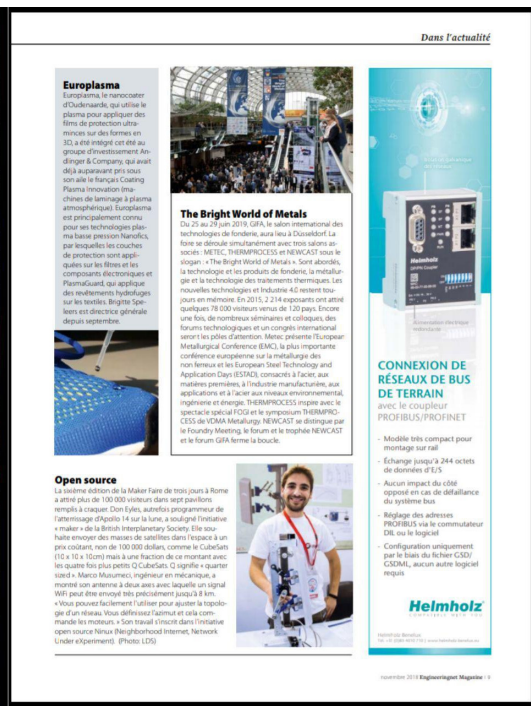 Dans l'actualité
Europlasma
Europlasma, le nanocoater
d'Oudenaarde, qui utilise le
plasma pour appliquer des
films de protection ultra-
minces sur des formes en
3D, a été intégré cet été au
groupe d'investissement An-
dlinger & Company, qui avait
déjà auparavant pris sous
son aile le français Coating
Plasma Innovation (ma-
chines de laminage à plasma
atmosphérique). Europlasma
est principalement connu
pour ses technologies plas-
ma basse pression Nanofics,
par lesquelles les couches
de protection sont appli-
quées sur les filtres et les
composants électroniques et
PlasmaGuard, qui applique
des revêtements hydrofuges
sur les textiles. Brigitte Spe-
leers est directrice générale
depuis septembre.
The Bright World of Metals
Du 25 au 29 juin 2019, GIFA, le salon international des
technologies de fonderie, aura lieu à Düsseldorf. La
foire se déroule simultanément avec trois salons as-
sociés : METEC, THERMPROCESS et NEWCAST sous le
slogan : « The Bright World of Metals ». Sont abordés,
la technologie et les produits de fonderie, la métallur-
gie et la technologie des traitements thermiques. Les
nouvelles technologies et Industrie 4.0 restent tou-
jours en mémoire. En 2015, 2 214 exposants ont attiré
quelques 78 000 visiteurs venus de 120 pays. Encore
une fois, de nombreux séminaires et colloques, des
forums technologiques et un congrès international
seront les pôles d'attention. Metec présente l'European
Metallurgical Conference (EMC), la plus importante
conférence européenne sur la métallurgie des
non ferreux et les European Steel Technology and
Application Days (ESTAD), consacrés à l'acier, aux
matières premières, à l'industrie manufacturière, aux
applications et à l'acier aux niveaux environnemental,
ingénierie et énergie. THERMPROCESS inspire avec le
spectacle spécial FOGI et le symposium THERMPRO-
CESS de VDMA Metallurgy. NEWCAST se distingue par
le Foundry Meeting, le forum et le trophée NEWCAST
et le forum GIFA ferme la boucle.
Open source
La sixième édition de la Maker Faire de trois jours à Rome
a attiré plus de 100 000 visiteurs dans sept pavillons
remplis à craquer. Don Eyles, autrefois programmeur de
l'atterrissage d'Apollo 14 sur la lune, a souligné l'initiative
« maker » de la British Interplanetary Society. Elle sou-
haite envoyer des masses de satellites dans l'espace à un
prix coûtant, non de 100 000 dollars, comme le CubeSats
(10 x 10 x 10cm) mais à une fraction de ce montant avec
les quatre fois plus petits Q CubeSats. Q signifie « quarter
sized ». Marco Musumeci, ingénieur en mécanique, a
montré son antenne à deux axes avec laquelle un signal
WiFi peut être envoyé très précisément jusqu'à 8 km.
« Vous pouvez facilement l'utiliser pour ajuster la topolo-
gie d'un réseau. Vous définissez l'azimut et cela com-
mande les moteurs. » Son travail s'inscrit dans l'initiative
open source Ninux (Neighborhood Internet, Network
Under eXperiment). (Photo: LDS)
Alimentation électrique
redondante
CONNEXION DE
RÉSEAUX DE BUS
DE TERRAIN
avec le coupleur
PROFIBUS/PROFINET
- Modèle très compact pour
montage sur rail
- Échange jusqu'à 244 octets
de données d'E/S
- Aucun impact du côté
opposé en cas de défaillance
du système bus
- Réglage des adresses
PROFIBUS via le commutateur
DIL ou le logiciel
- Configuration uniquement
par le biais du fichier GSD/
GSDML, aucun autre logiciel
requis
Helmholz
COMPATIBLE WITH YOU
Helmholz Benelux
novembre 2018 Engineeringnet Magazine | 9